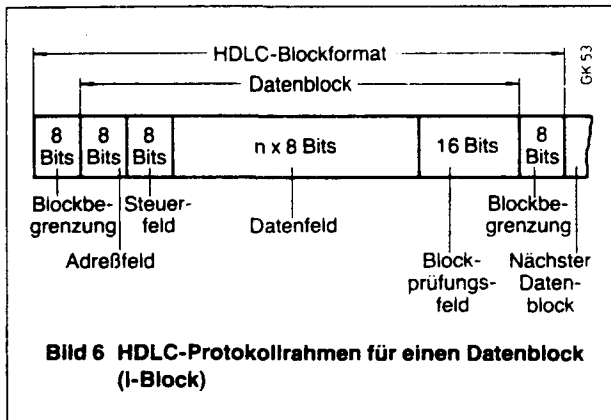 HDLC-Blockformat
GK 53
Datenblock
8 Bits
8 Bits
8 Bits
n x 8 Bits
16 Bits
8 Bits
Blockbe-
grenzung
Steuer-
feld
Adreßfeld
Datenfeld
Block-
prüfungs-
feld
Blockbe-
grenzung
Nächster
Daten-
block
Bild 6 HDLC-Protokollrahmen für einen Datenblock
(I-Block)